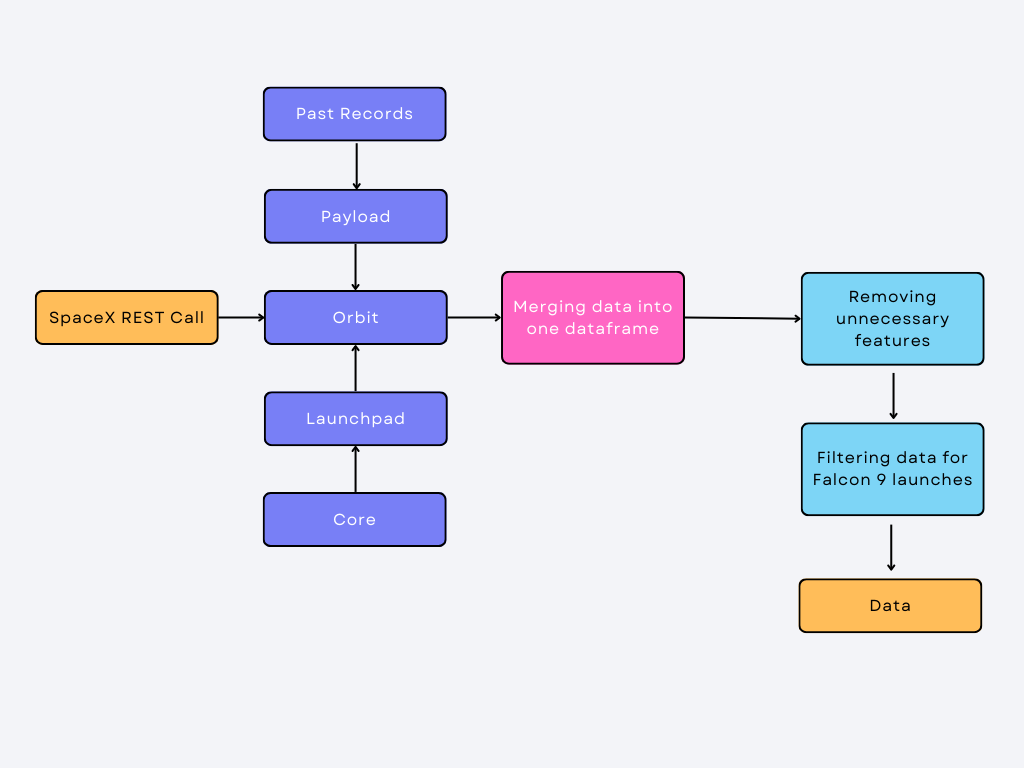 Past Records
Payload
SpaceX REST Call
Orbit
Launchpad
Core
Merging data into
one dataframe
Removing
unnecessary
features
Filtering data for
Falcon 9 launches
Data